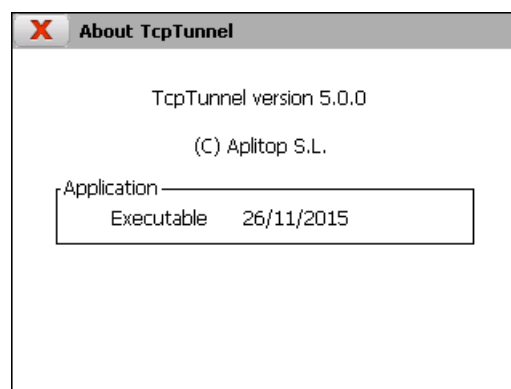 X About TcpTunnel
TcpTunnel version 5.0.0
(C) Aplitop S.L.
Application
Executable 26/11/2015